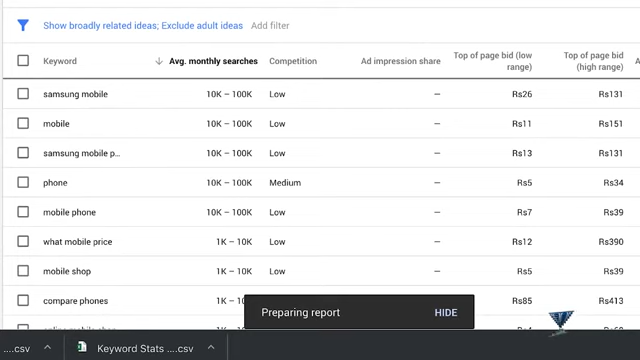 Show broadly related ideas; Exclude adult ideas Add filter
Keyword Avg. monthly searches Competition Ad impression share Top of page bid (low range) Top of page bid (high range) A
samsung mobile 10K – 100K Low – Rs26 Rs131
mobile 10K – 100K Low – Rs11 Rs151
samsung mobile p... 10K – 100K Low – Rs13 Rs131
phone 10K – 100K Medium – Rs5 Rs34
mobile phone 10K – 100K Low – Rs7 Rs39
what mobile price 1K – 10K Low – Rs12 Rs390
mobile shop 1K – 10K Low – Rs5 Rs39
compare phones 1K – 10 Rs85 Rs413
Preparing report HIDE
....csv Keyword Stats ....csv